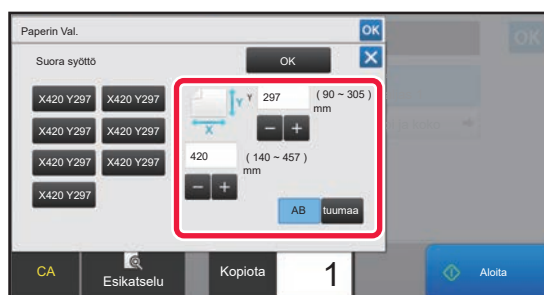 Paperin Val.
OK
Suora syöttö
OK
X420 Y297
X420 Y297
X420 Y297
X420 Y297
X420 Y297
X420 Y297
X420 Y297
Y
X
Y
297
( 90 ~ 305 )
mm
420
( 140 ~ 457 )
mm
AB
tuumaa
CA
Esikatselu
Kopiota
1
Aloita
OK